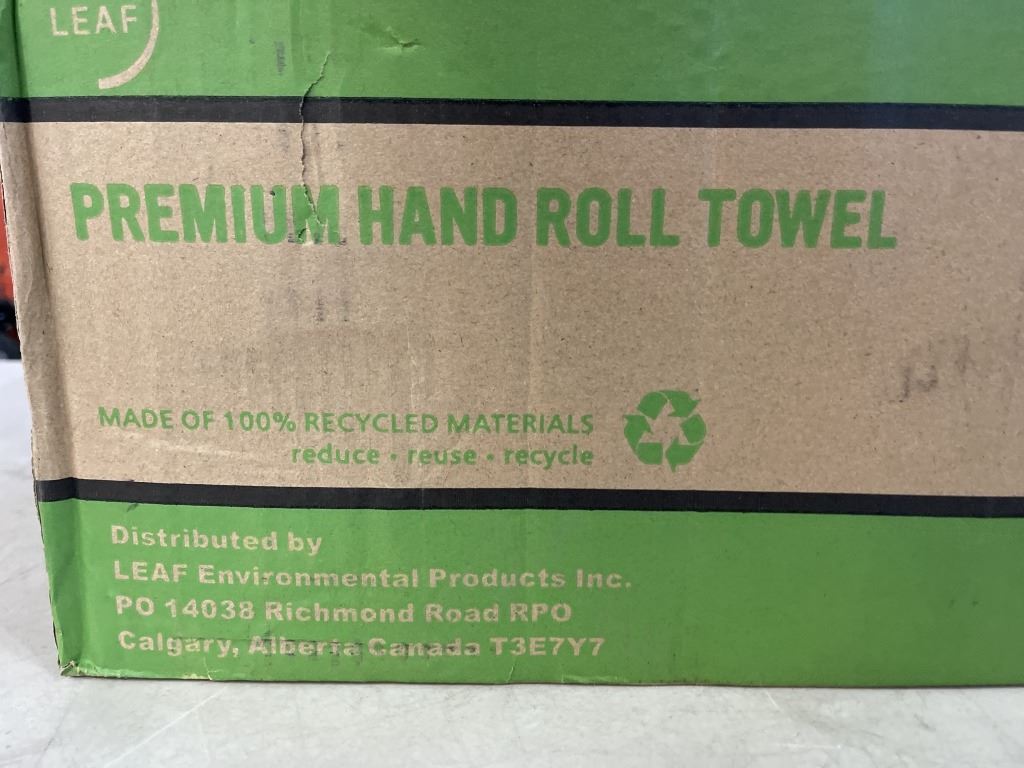 LEAF
PREMIUM HAND ROLL TOWEL
MADE OF 100% RECYCLED MATERIALS
reduce • reuse • recycle
Distributed by
LEAF Environmental Products Inc.
PO 14038 Richmond Road RPO
Calgary, Alberta Canada T3E7Y7